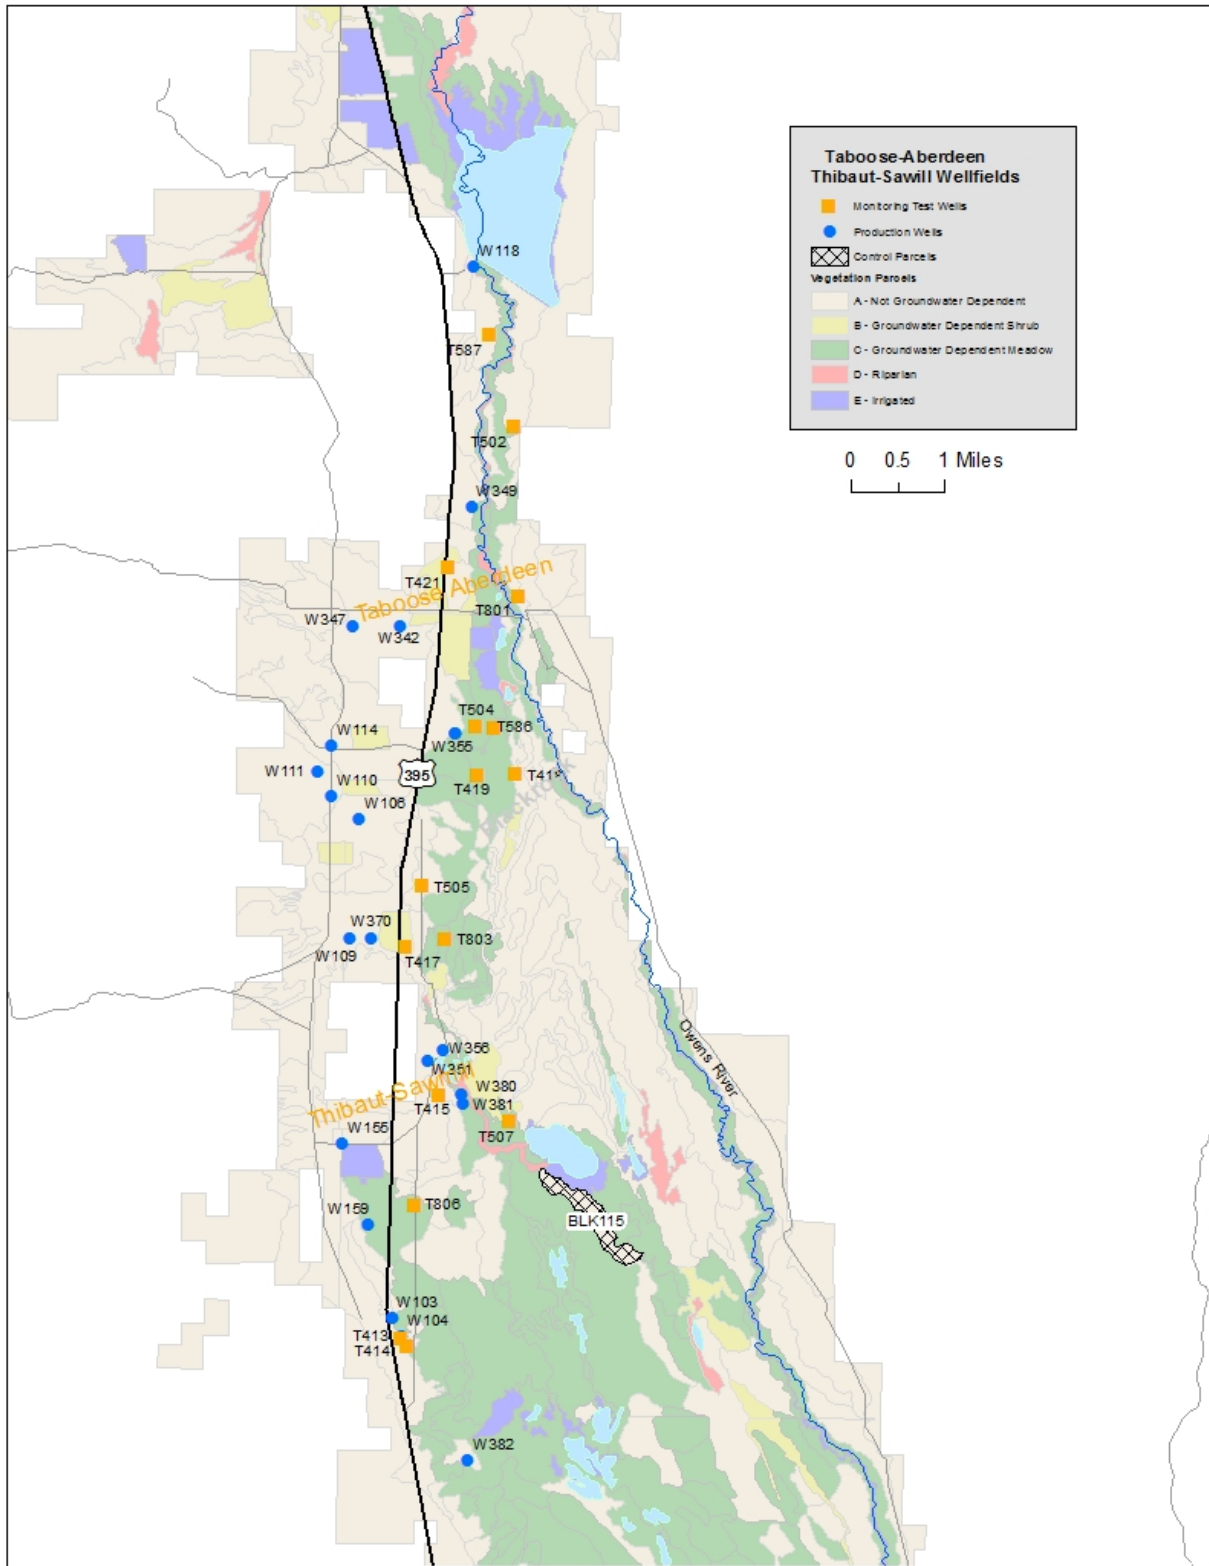 Taboose-Aberdeen
Thibaut-Sawill Wellfields
Monitoring Test Wells
Production Wells
Control Parcels
Vegetation Parcels
A - Not Groundwater Dependent
B - Groundwater Dependent Shrub
C - Groundwater Dependent Meadow
D - Riparian
E - Irrigated
0 0.5 1 Miles
W118
T587
T502
W349
T421
Taboose Aberdeen
T801
W347
W342
T504
T586
W114
W355
W111
395
T419
W110
W106
T505
W370
T803
W109
T417
Owens River
W356
W351
W380
Thibaut-Sawmill
T415
W381
T507
W155
T806
W159
BLK115
W103
W104
T413
T414
W382